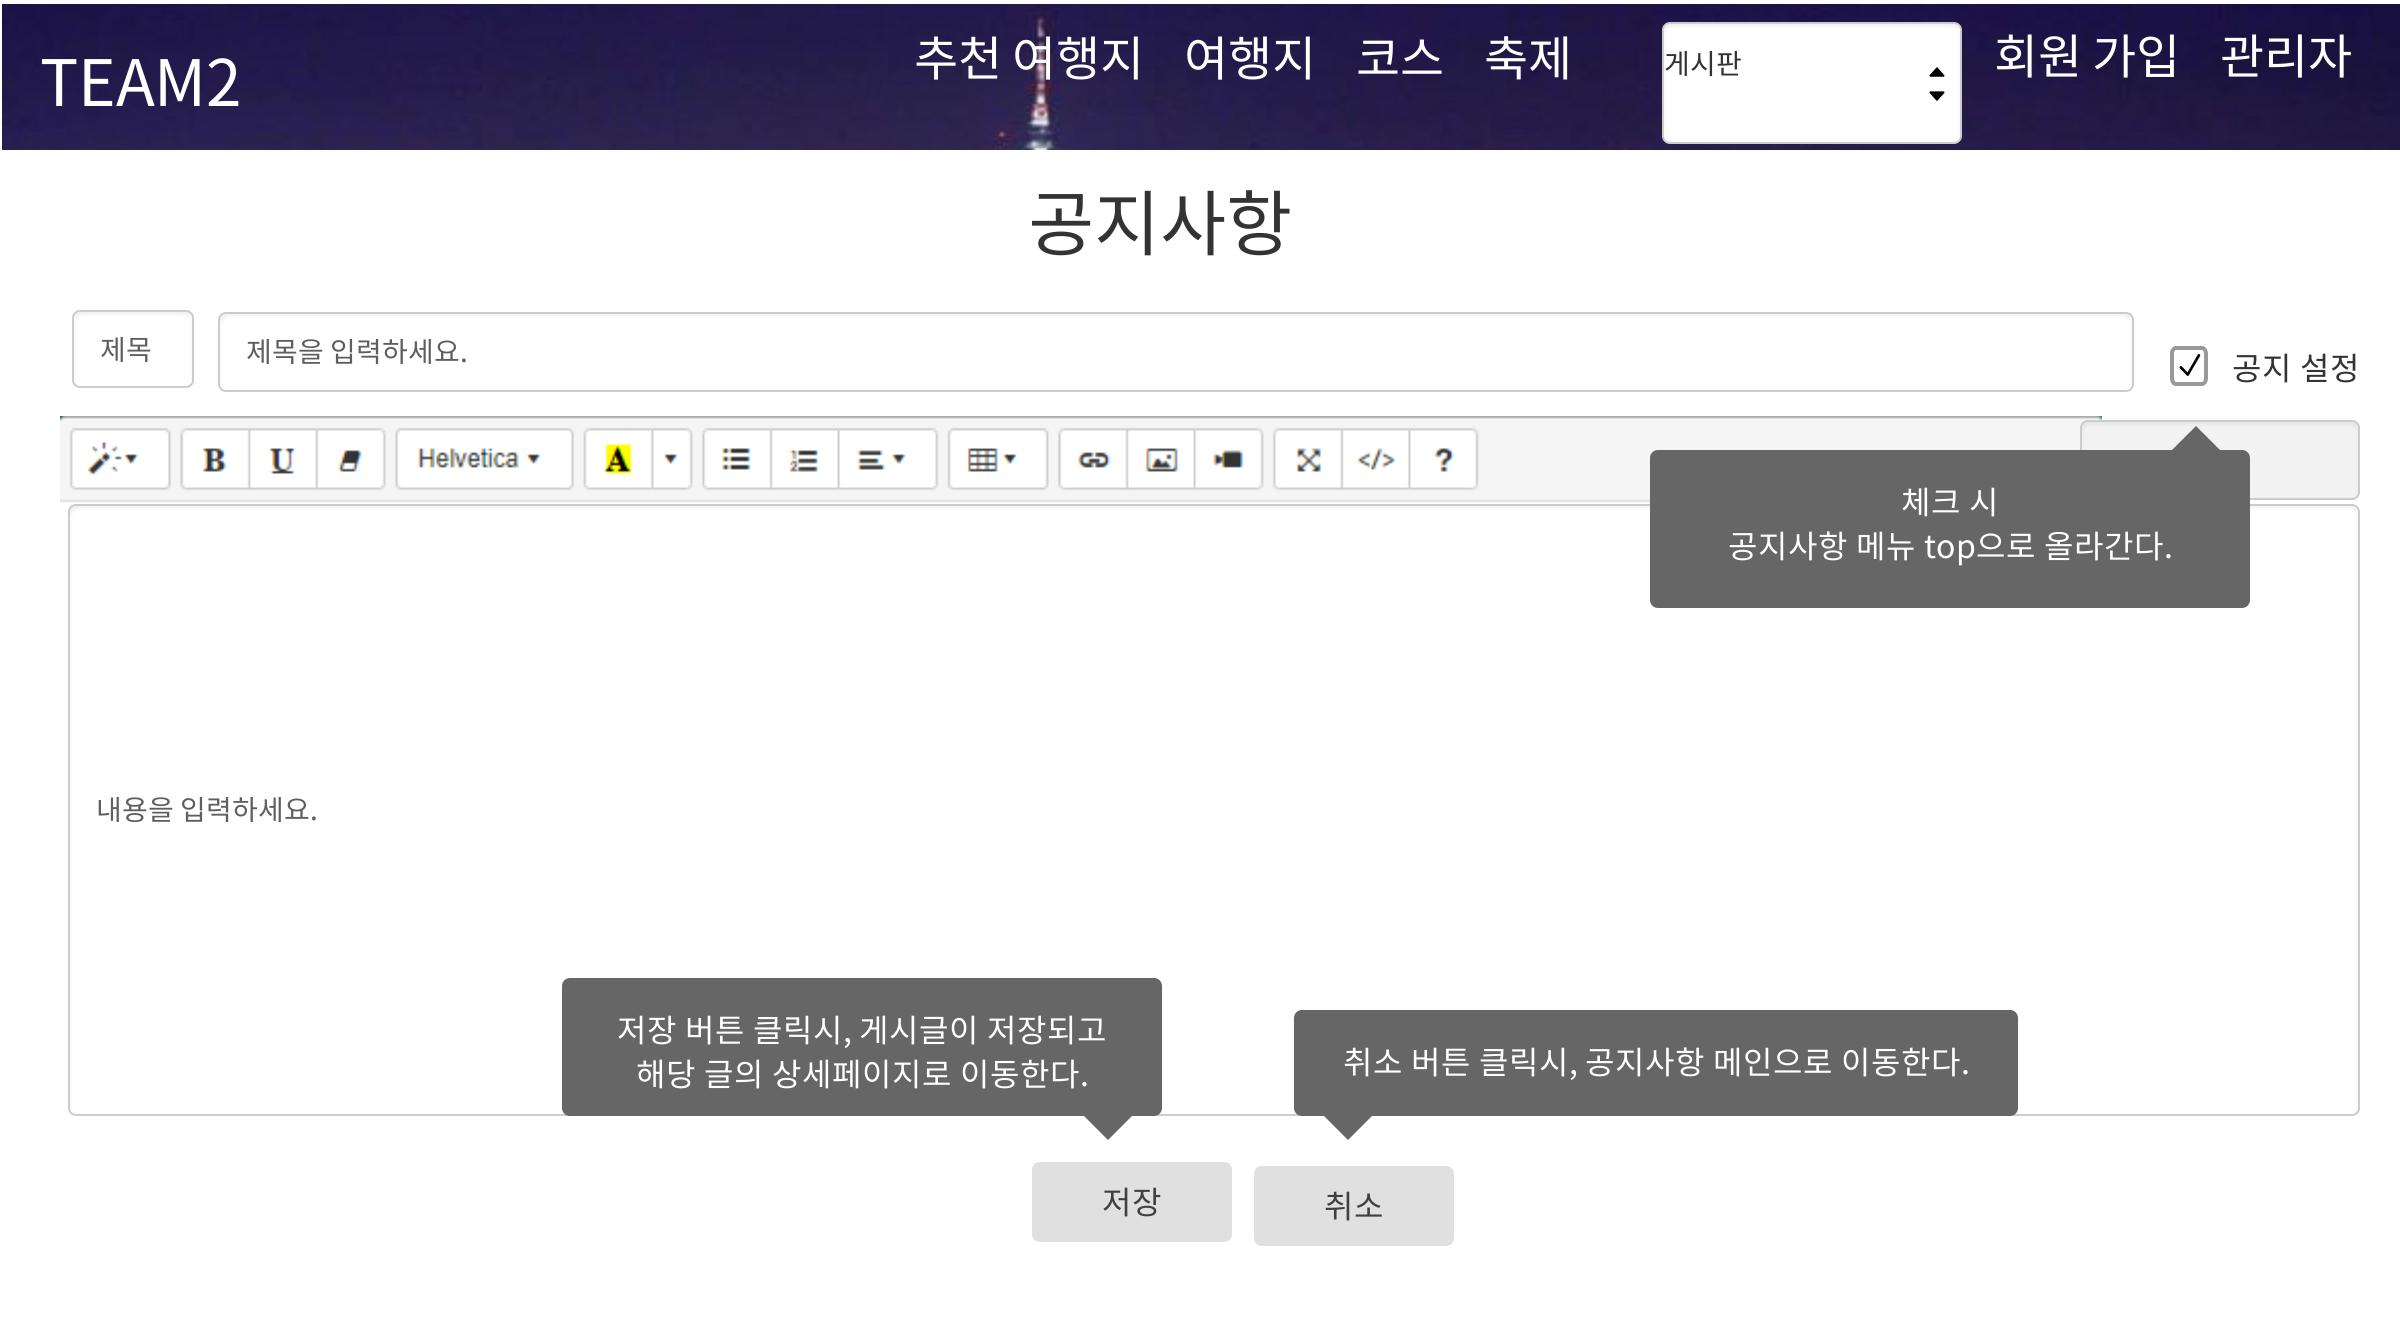 TEAM2
추천 여행지 여행지 코스 축제 게시판 회원 가입 관리자
공지사항
제목 제목을 입력하세요. 공지 설정
B U Helvetica A </> ?
체크 시
공지사항 메뉴 top으로 올라간다.
내용을 입력하세요.
저장 버튼 클릭시, 게시글이 저장되고
해당 글의 상세페이지로 이동한다.
취소 버튼 클릭시, 공지사항 메인으로 이동한다.
저장 취소